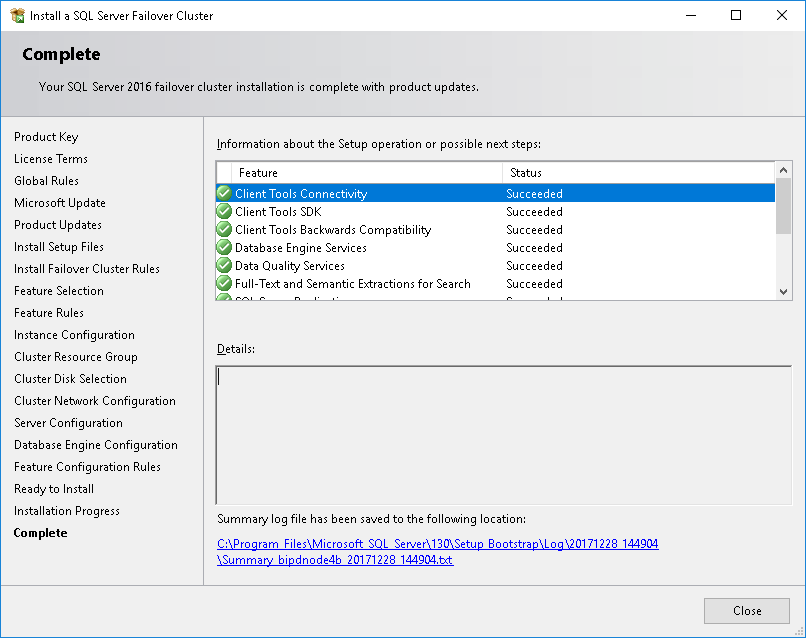 Install a SQL Server Failover Cluster
Complete
Your SQL Server 2016 failover cluster installation is complete with product updates.
Product Key
License Terms
Global Rules
Microsoft Update
Product Updates
Install Setup Files
Install Failover Cluster Rules
Feature Selection
Feature Rules
Instance Configuration
Cluster Resource Group
Cluster Disk Selection
Cluster Network Configuration
Server Configuration
Database Engine Configuration
Feature Configuration Rules
Ready to Install
Installation Progress
Complete
Information about the Setup operation or possible next steps:
Feature Status
Client Tools Connectivity Succeeded
Client Tools SDK Succeeded
Client Tools Backwards Compatibility Succeeded
Database Engine Services Succeeded
Data Quality Services Succeeded
Full-Text and Semantic Extractions for Search Succeeded
Details:
Summary log file has been saved to the following location:
C:\Program Files\Microsoft SQL Server\130\Setup Bootstrap\Log\20171228_144904
\Summary_bipdnode4b_20171228_144904.txt
Close